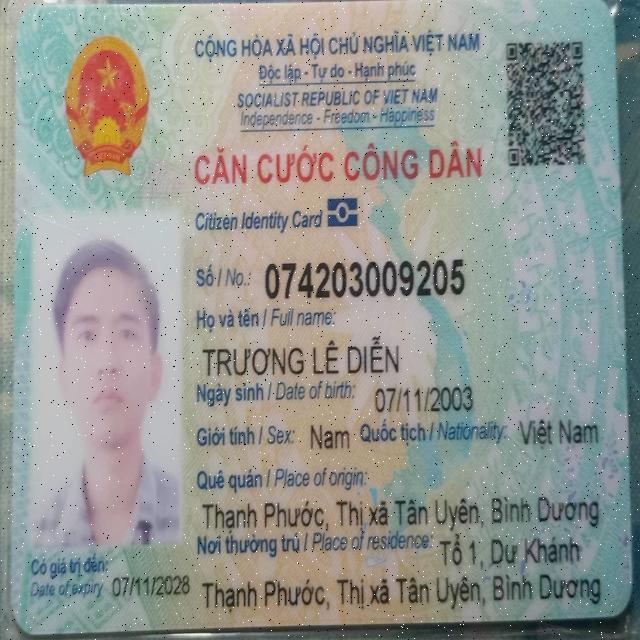 CỘNG HÒA XÃ HỘI CHỦ NGHĨA VIỆT NAM
Độc lập - Tự do - Hạnh phúc
SOCIALIST REPUBLIC OF VIET NAM
Independence - Freedom - Happiness
CĂN CƯỚC CÔNG DÂN
Citizen Identity Card
Số / No.: 074203009205
Họ và tên / Full name:
TRƯƠNG LÊ DIỄN
Ngày sinh / Date of birth: 07/11/2003
Giới tính / Sex: Nam Quốc tịch / Nationality: Việt Nam
Quê quán / Place of origin:
Thạnh Phước, Thị xã Tân Uyên, Bình Dương
Nơi thường trú / Place of residence: Tổ 1, Dư Khánh
Thạnh Phước, Thị xã Tân Uyên, Bình Dương
Có giá trị đến:
Date of expiry 07/11/2028